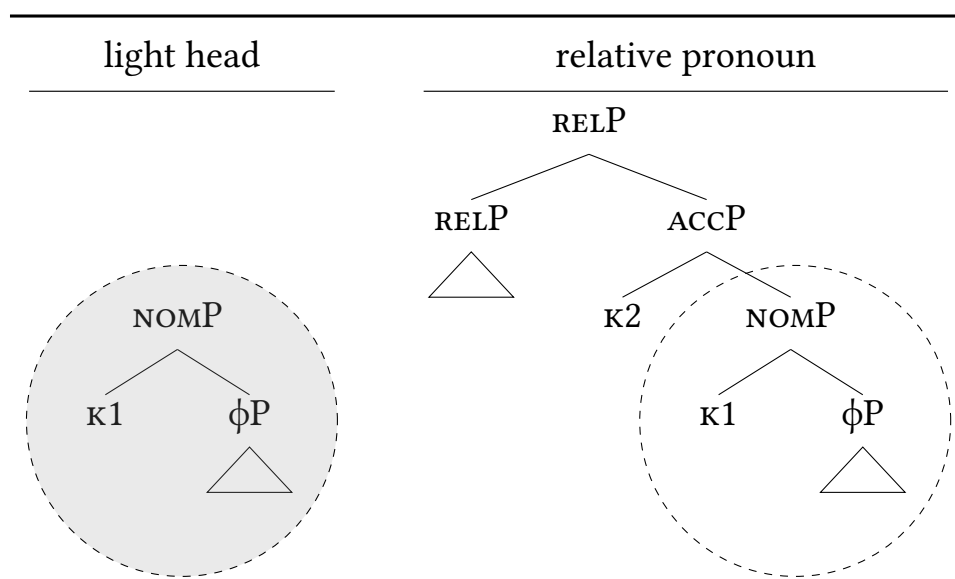 light head relative pronoun
RELP
RELP ACCP
NOMP K2 NOMP
K1 ϕP K1 ϕP